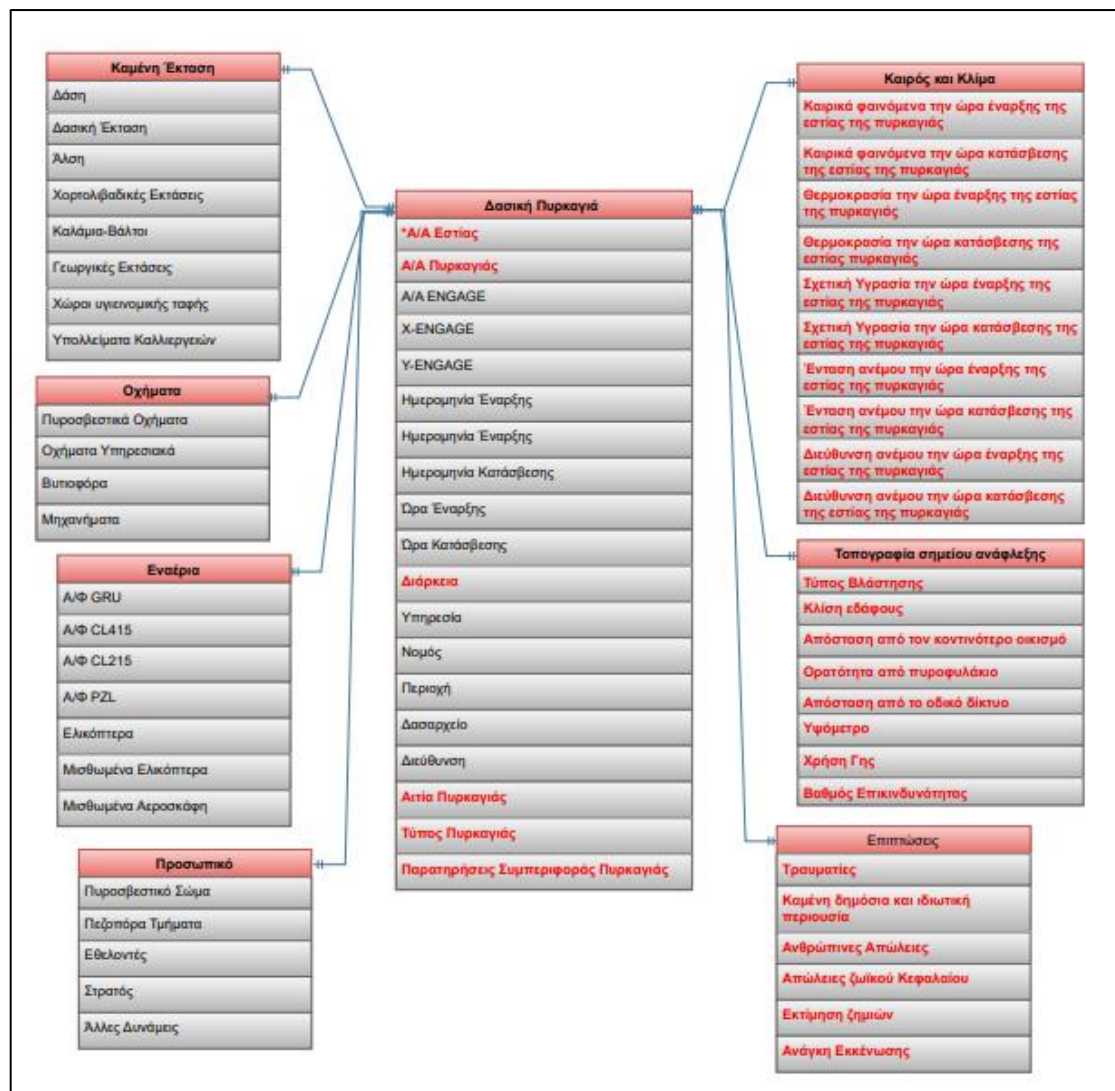 Καμένη Έκταση
Δάση
Δασική Έκταση
Άλση
Χορτολιβαδικές Εκτάσεις
Καλάμια-Βάλτοι
Γεωργικές Εκτάσεις
Χώροι υγιεινομικής ταφής
Υπολλείματα Καλλιεργειών
Οχήματα
Πυροσβεστικά Οχήματα
Οχήματα Υπηρεσιακά
Βυτιοφόρα
Μηχανήματα
Εναέρια
Α/Φ GRU
Α/Φ CL415
Α/Φ CL215
Α/Φ PZL
Ελικόπτερα
Μισθωμένα Ελικόπτερα
Μισθωμένα Αεροσκάφη
Προσωπικό
Πυροσβεστικό Σώμα
Πεζοπόρα Τμήματα
Εθελοντές
Στρατός
Άλλες Δυνάμεις
Δασική Πυρκαγιά
*Α/Α Εστίας
Α/Α Πυρκαγιάς
Α/Α ENGAGE
X-ENGAGE
Y-ENGAGE
Ημερομηνία Έναρξης
Ημερομηνία Έναρξης
Ημερομηνία Κατάσβεσης
Ώρα Έναρξης
Ώρα Κατάσβεσης
Διάρκεια
Υπηρεσία
Νομός
Περιοχή
Δασαρχείο
Διεύθυνση
Αιτία Πυρκαγιάς
Τύπος Πυρκαγιάς
Παρατηρήσεις Συμπεριφορός Πυρκαγιάς
Καιρός και Κλίμα
Καιρικά φαινόμενα την ώρα έναρξης της
εστίας της πυρκαγιάς
Καιρικά φαινόμενα την ώρα κατάσβεσης
της εστίας της πυρκαγιάς
Θερμοκρασία την ώρα έναρξης της εστίας
της πυρκαγιάς
Θερμοκρασία την ώρα κατάσβεσης της
εστίας πυρκαγιάς
Σχετική Υγρασία την ώρα έναρξης της
εστίας της πυρκαγιάς
Σχετική Υγρασία την ώρα κατάσβεσης της
εστίας της πυρκαγιάς
Ένταση ανέμου την ώρα έναρξης της
εστίας της πυρκαγιάς
Ένταση ανέμου την ώρα κατάσβεσης της
εστίας της πυρκαγιάς
Διεύθυνση ανέμου την ώρα έναρξης της
εστίας της πυρκαγιάς
Διεύθυνση ανέμου την ώρα κατάσβεσης
της εστίας της πυρκαγιάς
Τοπογραφία σημείου ανάφλεξης
Τύπος Βλάστησης
Κλίση εδάφους
Απόσταση από τον κοντινότερο οικισμό
Ορατότητα από πυροφυλάκιο
Απόσταση από το οδικό δίκτυο
Υψόμετρο
Χρήση Γης
Βαθμός Επικινδυνότητας
Επιπτώσεις
Τραυματίες
Καμένη δημόσια και ιδιωτική
περιουσία
Ανθρώπινες Απώλειες
Απώλειες ζωϊκού Κεφαλαίου
Εκτίμηση ζημιών
Ανάγκη Εκκένωσης